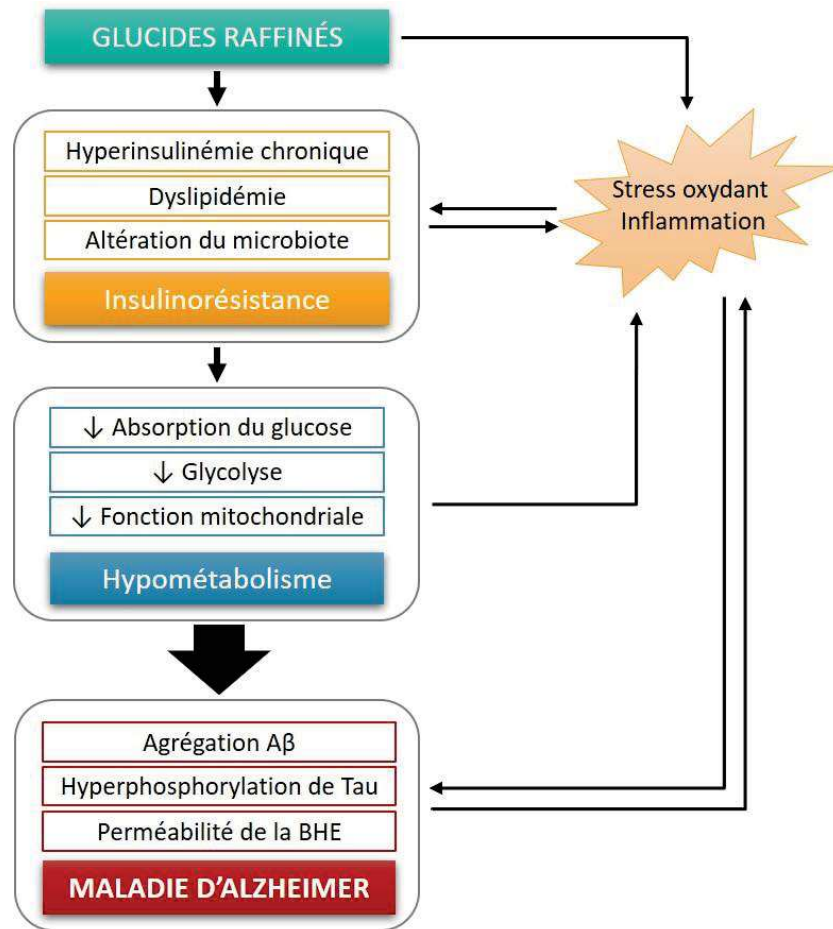 GLUCIDES RAFFINÉS
Hyperinsulinémie chronique
Dyslipidémie
Altération du microbiote
Insulinorésistance
Stress oxydant
Inflammation
↓ Absorption du glucose
↓ Glycolyse
↓ Fonction mitochondriale
Hypométabolisme
Agrégation Aβ
Hyperphosphorylation de Tau
Perméabilité de la BHE
MALADIE D’ALZHEIMER